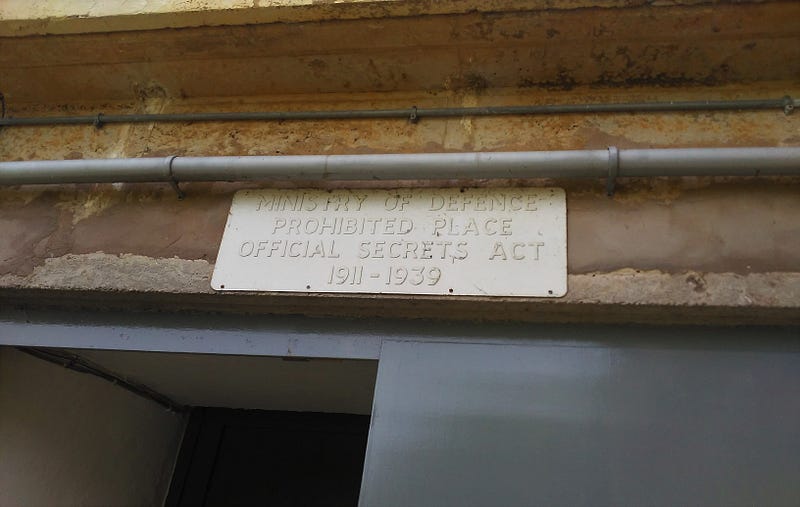 MINISTRY OF DEFENCE
PROHIBITED PLACE
OFFICIAL SECRETS ACT
1911-1939